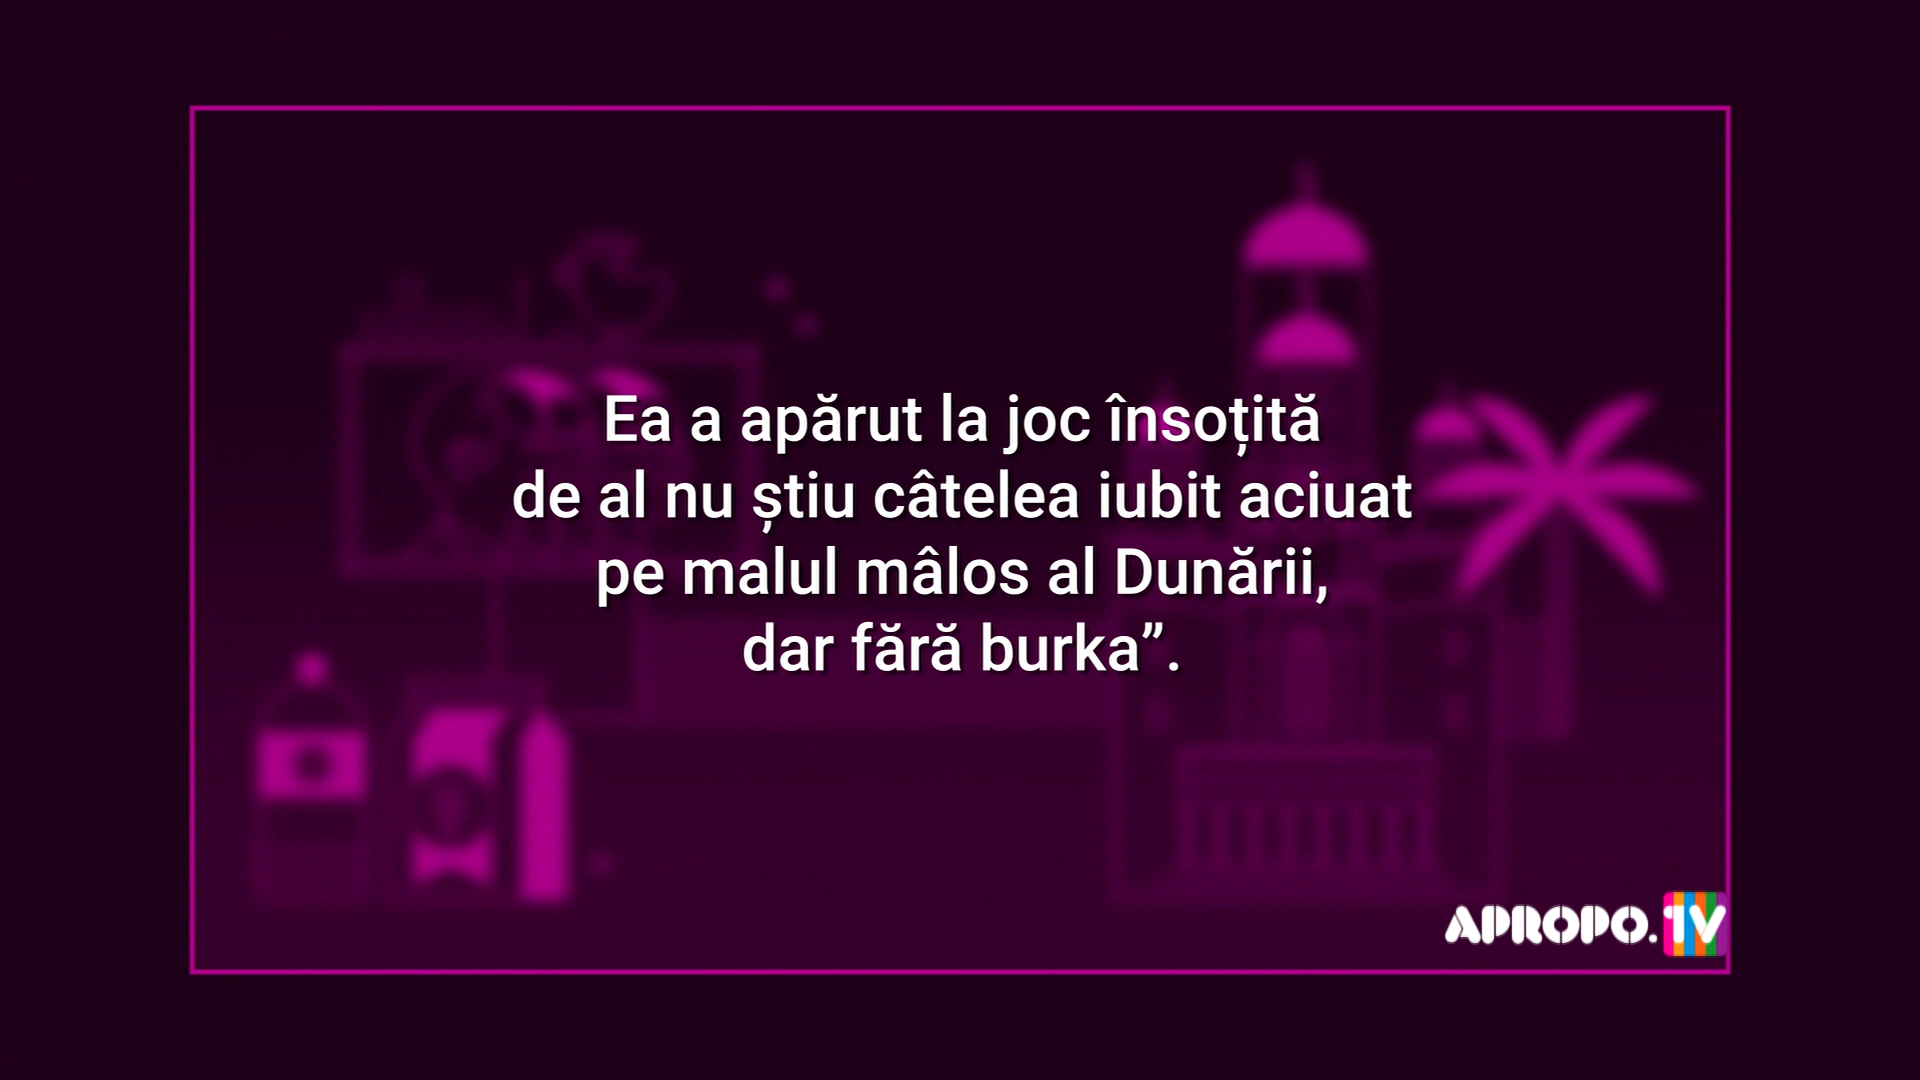 Ea a apărut la joc însoțită
de al nu știu câtelea iubit aciuat
pe malul mâlos al Dunării,
dar fără burka”.
APROPO.TV